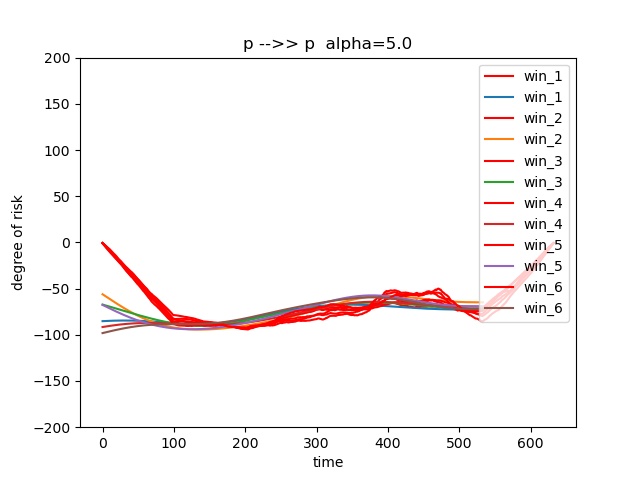 p -->> p  alpha=5.0
200
150
100
50
0
−50
−100
−150
−200
degree of risk
0 100 200 300 400 500 600
time
win_1
win_1
win_2
win_2
win_3
win_3
win_4
win_4
win_5
win_5
win_6
win_6